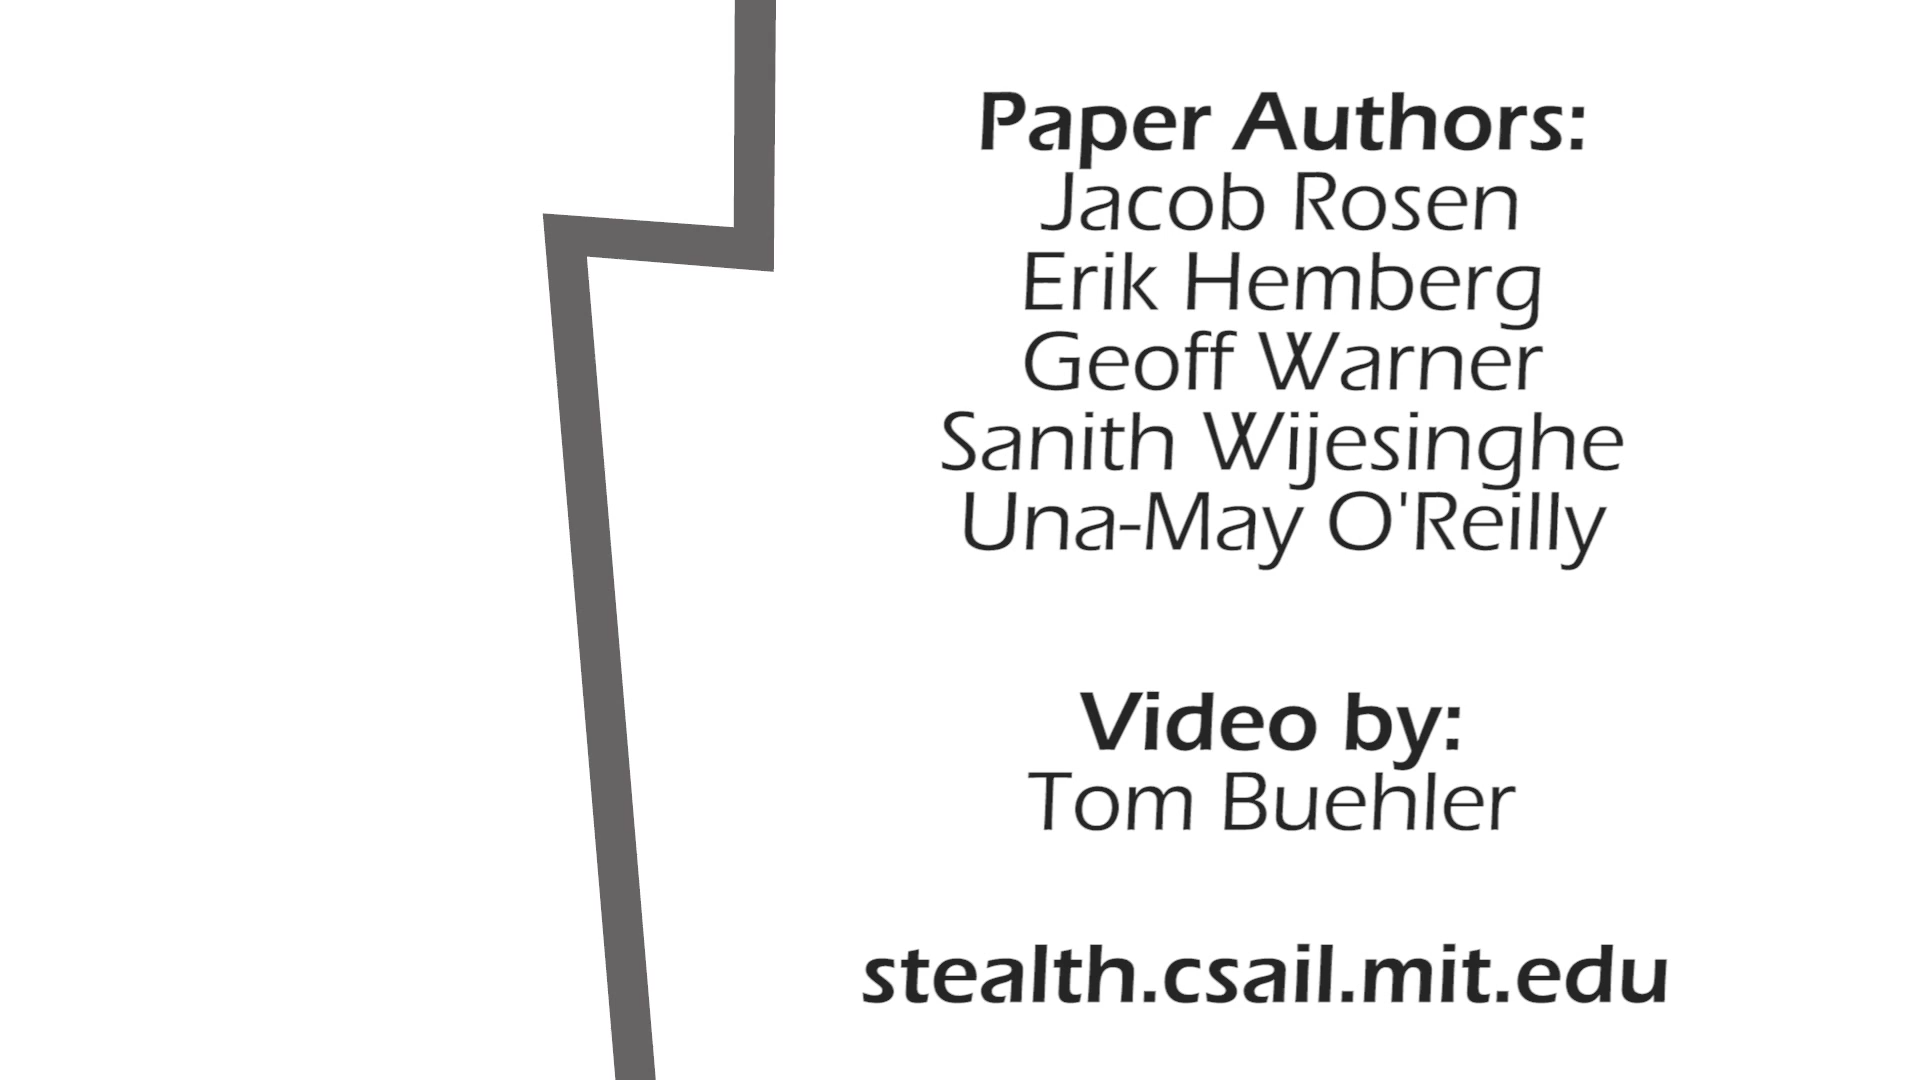 Paper Authors:
Jacob Rosen
Erik Hemberg
Geoff Warner
Sanith Wijesinghe
Una-May O'Reilly
Video by:
Tom Buehler
stealth.csail.mit.edu